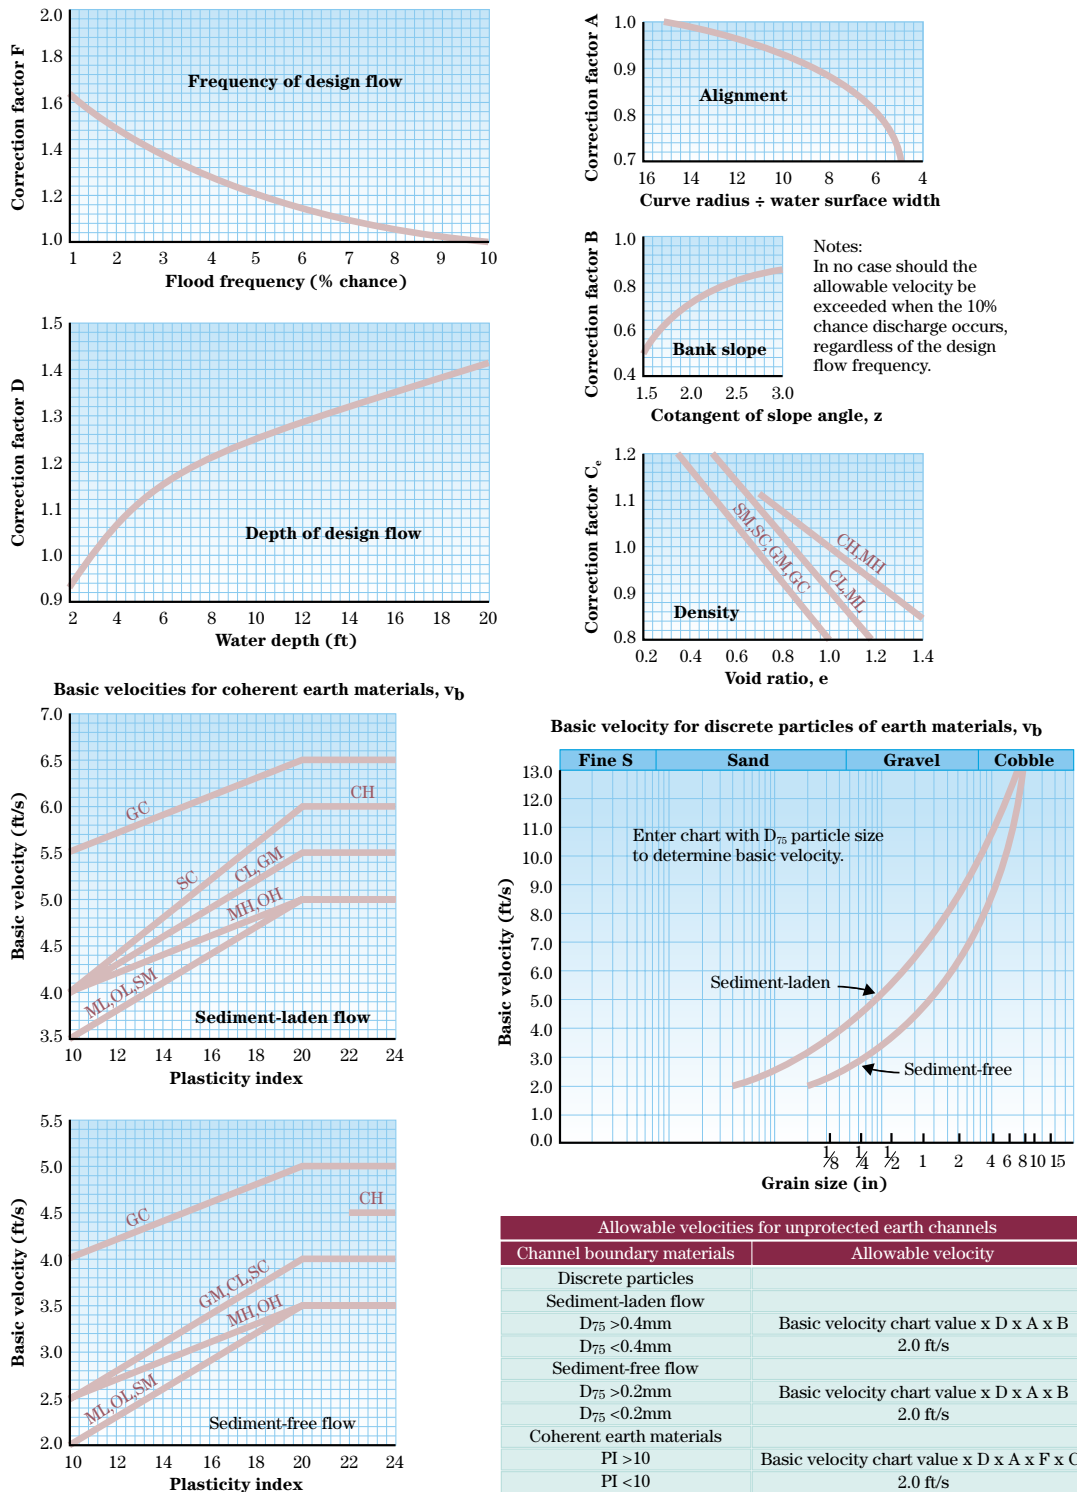 Correction factor F
2.0
1.8
1.6
1.4
1.2
1.0
Frequency of design flow
1 2 3 4 5 6 7 8 9 10
Flood frequency (% chance)
Correction factor A
1.0
0.9
0.8
0.7
Alignment
16 14 12 10 8 6 4
Curve radius ÷ water surface width
Correction factor B
1.0
0.8
0.6
0.4
Bank slope
1.5 2.0 2.5 3.0
Cotangent of slope angle, z
Notes:
In no case should the
allowable velocity be
exceeded when the 10%
chance discharge occurs,
regardless of the design
flow frequency.
Correction factor D
1.5
1.4
1.3
1.2
1.1
1.0
0.9
Depth of design flow
2 4 6 8 10 12 14 16 18 20
Water depth (ft)
Correction factor Ce
1.2
1.1
1.0
0.9
0.8
SM,SC,GM,GC
CL,ML
CH,MH
Density
0.2 0.4 0.6 0.8 1.0 1.2 1.4
Void ratio, e
Basic velocities for coherent earth materials, vb
Basic velocity (ft/s)
7.0
6.5
6.0
5.5
5.0
4.5
4.0
3.5
GC
CH
SC
CL,GM
MH,OH
ML,OL,SM
Sediment-laden flow
10 12 14 16 18 20 22 24
Plasticity index
Basic velocity (ft/s)
5.5
5.0
4.5
4.0
3.5
3.0
2.5
2.0
GC
CH
GM,CL,SC
MH,OH
ML,OL,SM
Sediment-free flow
10 12 14 16 18 20 22 24
Plasticity index
Basic velocity for discrete particles of earth materials, vb
Fine S Sand Gravel Cobble
Basic velocity (ft/s)
13.0
12.0
11.0
10.0
9.0
8.0
7.0
6.0
5.0
4.0
3.0
2.0
1.0
0.0
Enter chart with D75 particle size
to determine basic velocity.
Sediment-laden
Sediment-free
1/8 1/4 1/2 1 2 4 6 8 10 15
Grain size (in)
Allowable velocities for unprotected earth channels
Channel boundary materials Allowable velocity
Discrete particles
Sediment-laden flow
D75 >0.4mm Basic velocity chart value x D x A x B
D75 <0.4mm 2.0 ft/s
Sediment-free flow
D75 >0.2mm Basic velocity chart value x D x A x B
D75 <0.2mm 2.0 ft/s
Coherent earth materials
PI >10 Basic velocity chart value x D x A x F x C
PI <10 2.0 ft/s